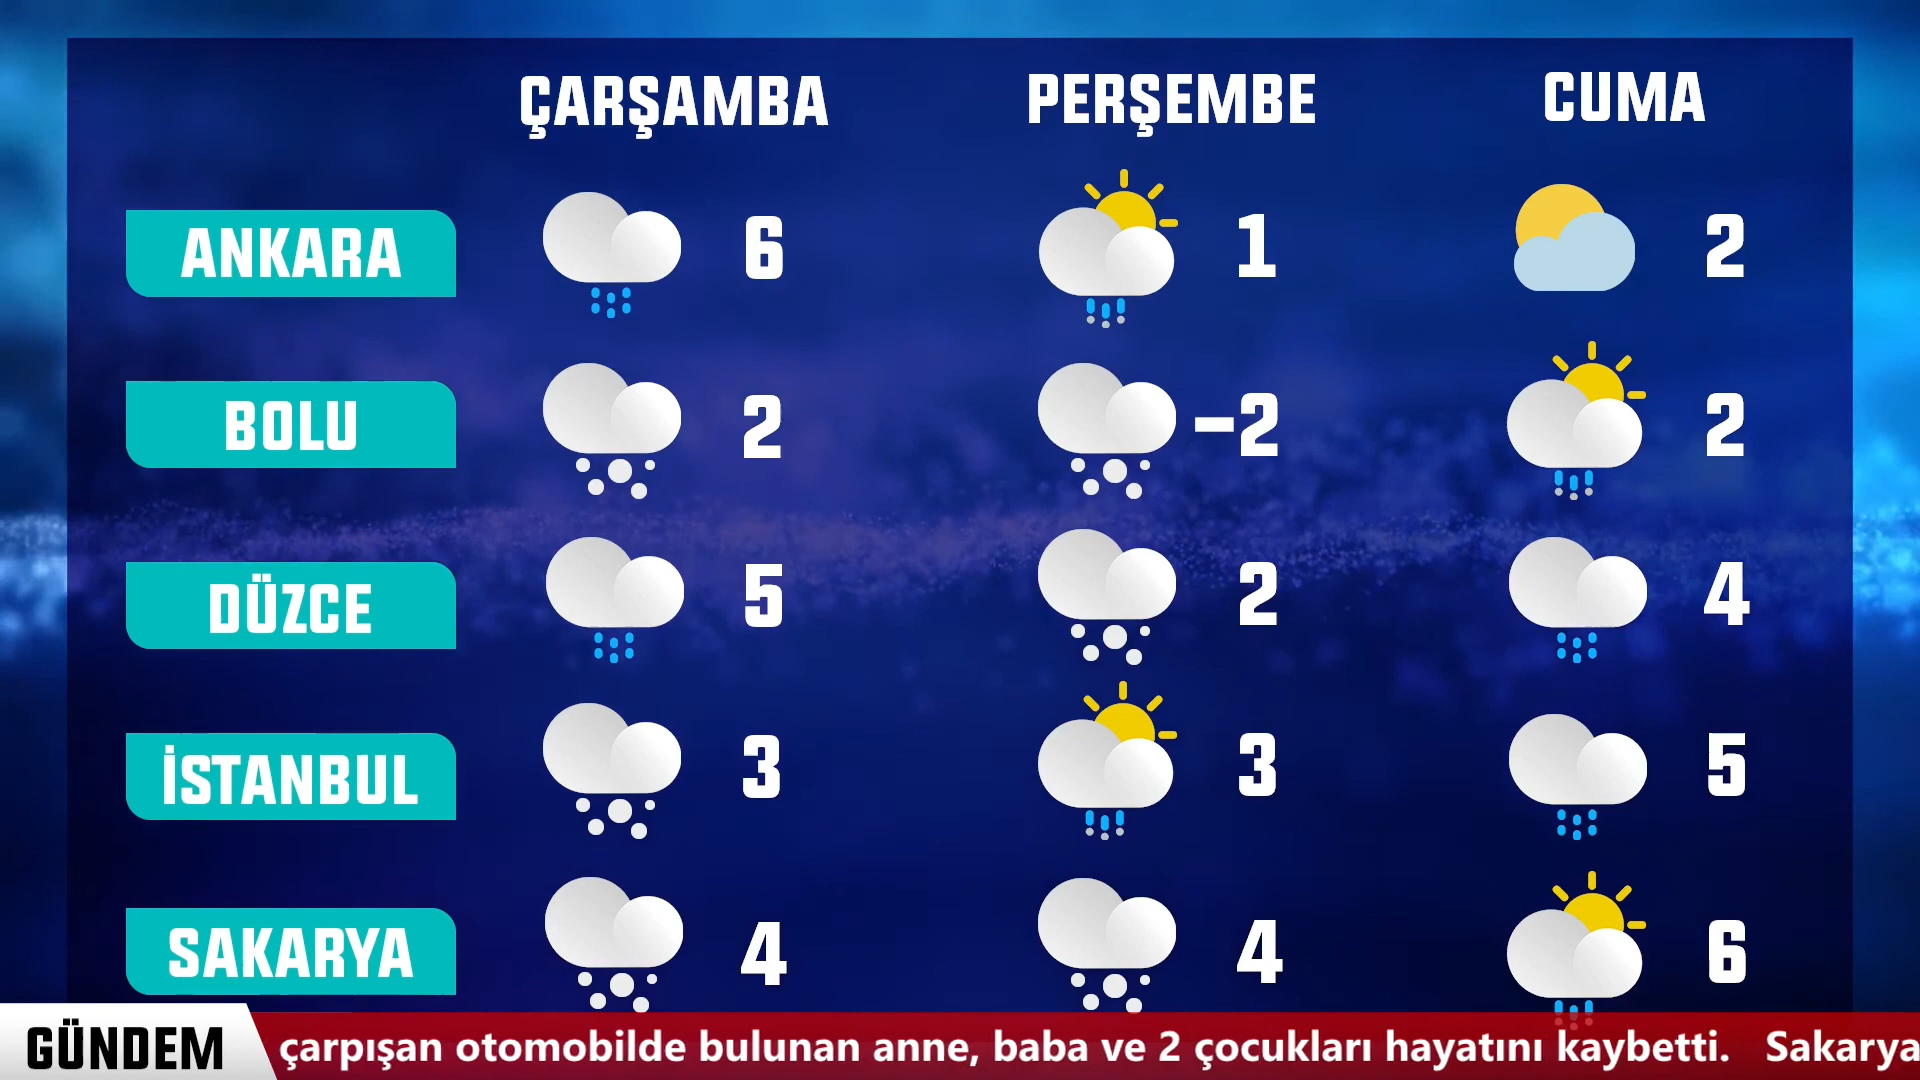 ÇARŞAMBA PERŞEMBE CUMA
ANKARA 6 1 2
BOLU 2 -2 2
DÜZCE 5 2 4
İSTANBUL 3 3 5
SAKARYA 4 4 6
GÜNDEM çarpışan otomobilde bulunan anne, baba ve 2 çocukları hayatını kaybetti. Sakarya